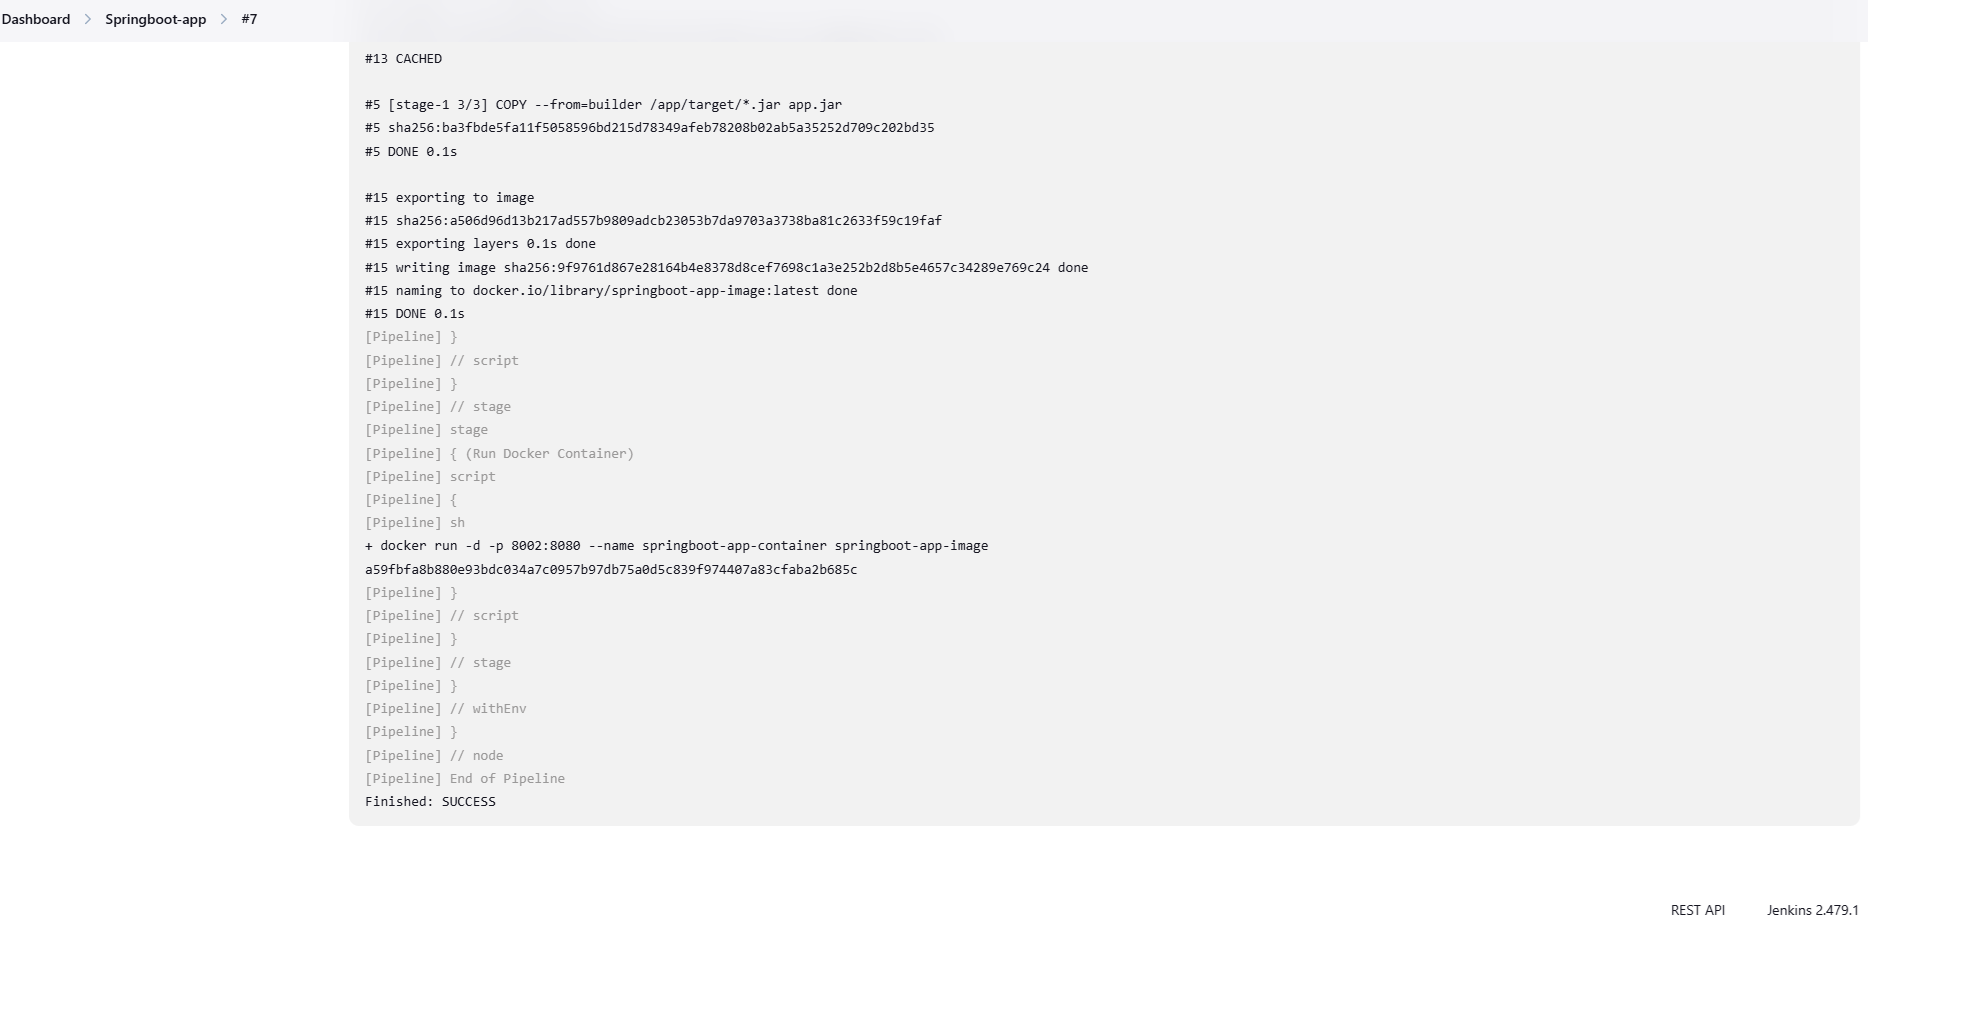 Dashboard > Springboot-app > #7
#13 CACHED
#5 [stage-1 3/3] COPY --from=builder /app/target/*.jar app.jar
#5 sha256:ba3fbde5fa11f5058596bd215d78349afeb78208b02ab5a35252d709c202bd35
#5 DONE 0.1s
#15 exporting to image
#15 sha256:a506d96d13b217ad557b9809adcb23053b7da9703a3738ba81c2633f59c19faf
#15 exporting layers 0.1s done
#15 writing image sha256:9f9761d867e28164b4e8378d8cef7698c1a3e252b2d8b5e4657c34289e769c24 done
#15 naming to docker.io/library/springboot-app-image:latest done
#15 DONE 0.1s
[Pipeline] }
[Pipeline] // script
[Pipeline] }
[Pipeline] // stage
[Pipeline] stage
[Pipeline] { (Run Docker Container)
[Pipeline] script
[Pipeline] {
[Pipeline] sh
+ docker run -d -p 8002:8080 --name springboot-app-container springboot-app-image
a59fbfa8b880e93bdc034a7c0957b97db75a0d5c839f974407a83cfaba2b685c
[Pipeline] }
[Pipeline] // script
[Pipeline] }
[Pipeline] // stage
[Pipeline] }
[Pipeline] // withEnv
[Pipeline] }
[Pipeline] // node
[Pipeline] End of Pipeline
Finished: SUCCESS
REST API Jenkins 2.479.1